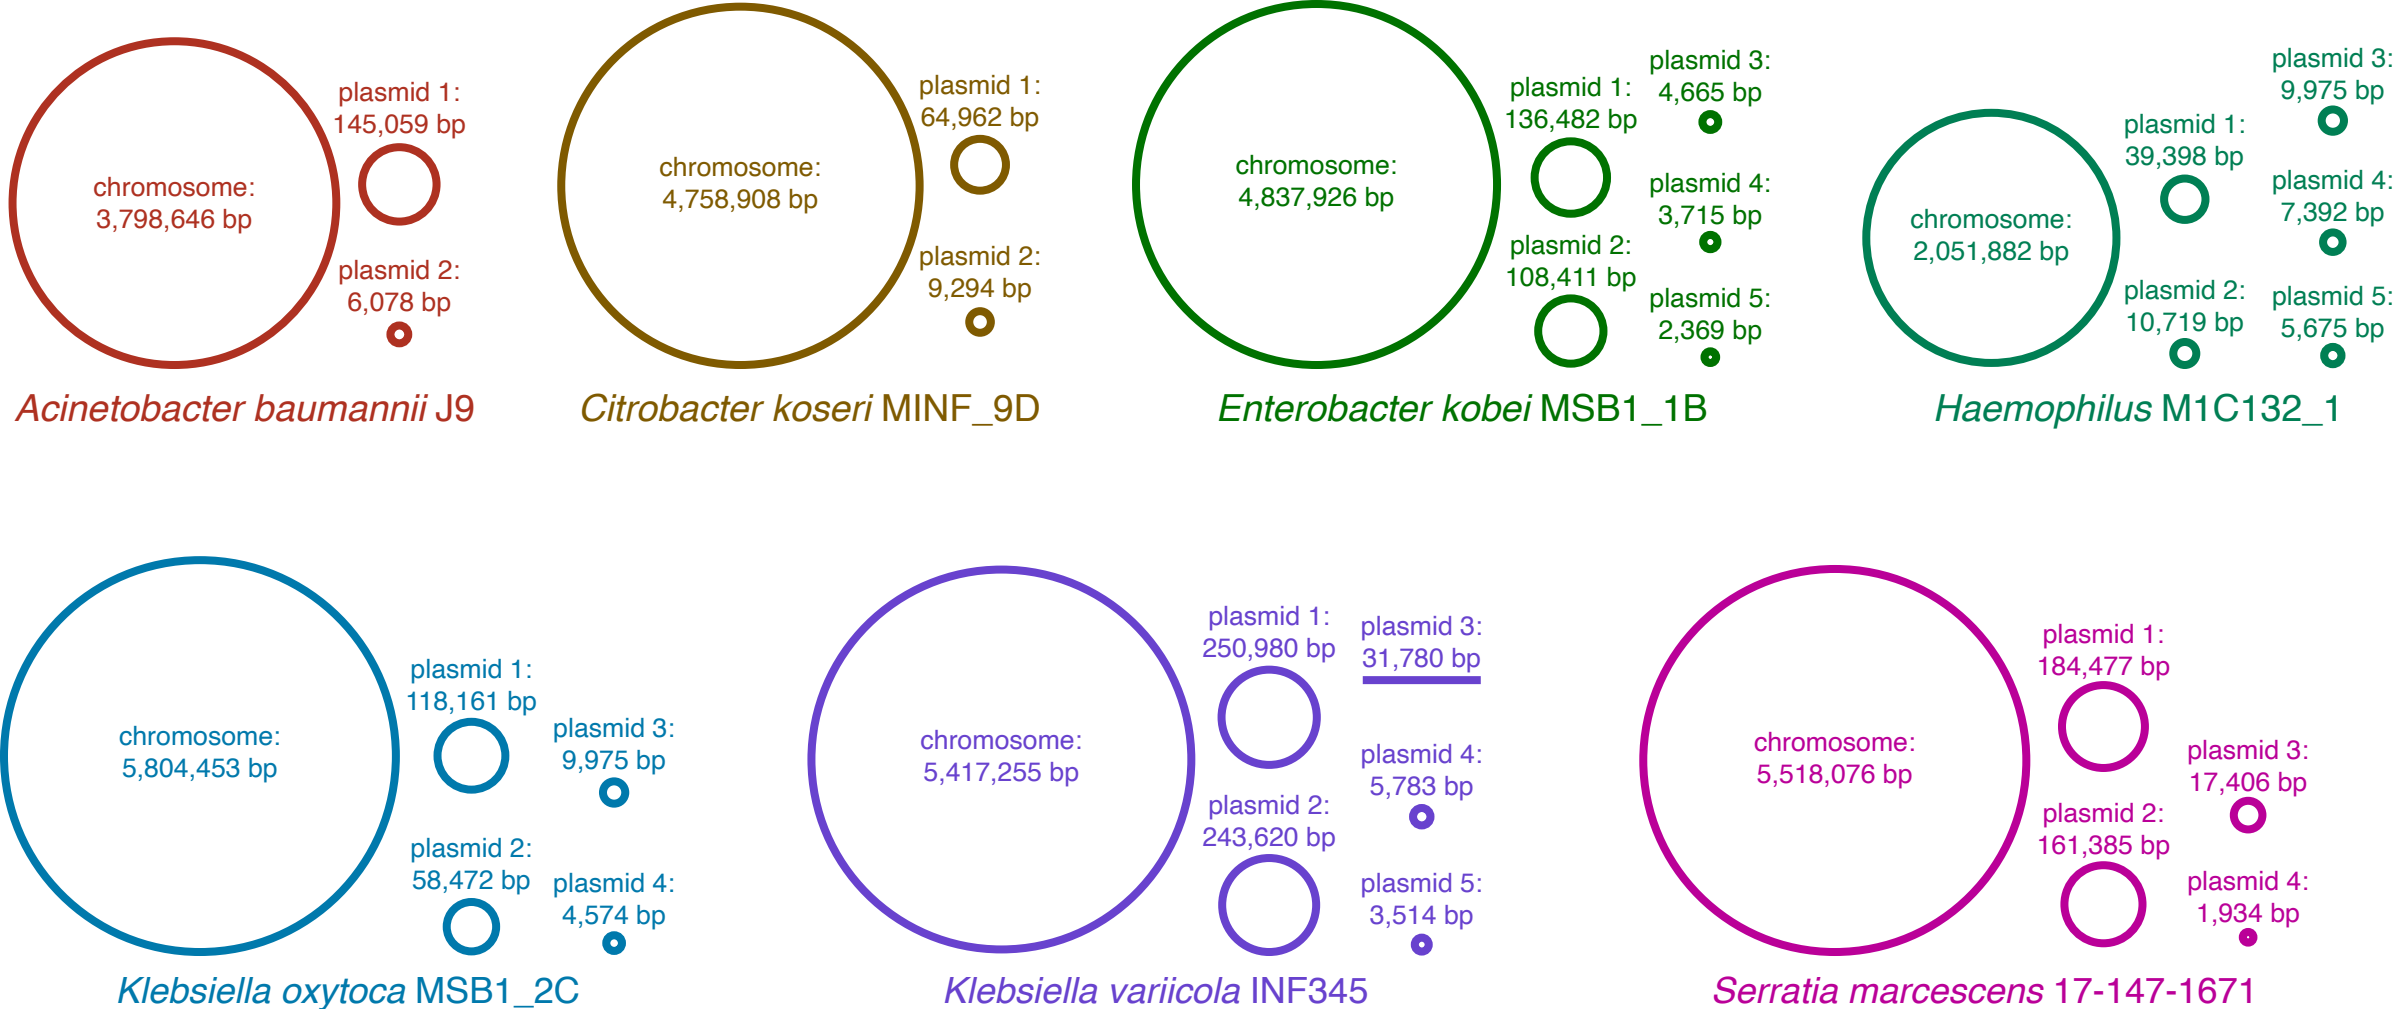 chromosome:
3,798,646 bp
plasmid 1:
145,059 bp
plasmid 2:
6,078 bp
Acinetobacter baumannii J9
chromosome:
4,758,908 bp
plasmid 1:
64,962 bp
plasmid 2:
9,294 bp
Citrobacter koseri MINF_9D
chromosome:
4,837,926 bp
plasmid 1:
136,482 bp
plasmid 2:
108,411 bp
plasmid 3:
4,665 bp
plasmid 4:
3,715 bp
plasmid 5:
2,369 bp
Enterobacter kobei MSB1_1B
chromosome:
2,051,882 bp
plasmid 1:
39,398 bp
plasmid 2:
10,719 bp
plasmid 3:
9,975 bp
plasmid 4:
7,392 bp
plasmid 5:
5,675 bp
Haemophilus M1C132_1
chromosome:
5,804,453 bp
plasmid 1:
118,161 bp
plasmid 2:
58,472 bp
plasmid 3:
9,975 bp
plasmid 4:
4,574 bp
Klebsiella oxytoca MSB1_2C
chromosome:
5,417,255 bp
plasmid 1:
250,980 bp
plasmid 2:
243,620 bp
plasmid 3:
31,780 bp
plasmid 4:
5,783 bp
plasmid 5:
3,514 bp
Klebsiella variicola INF345
chromosome:
5,518,076 bp
plasmid 1:
184,477 bp
plasmid 2:
161,385 bp
plasmid 3:
17,406 bp
plasmid 4:
1,934 bp
Serratia marcescens 17-147-1671